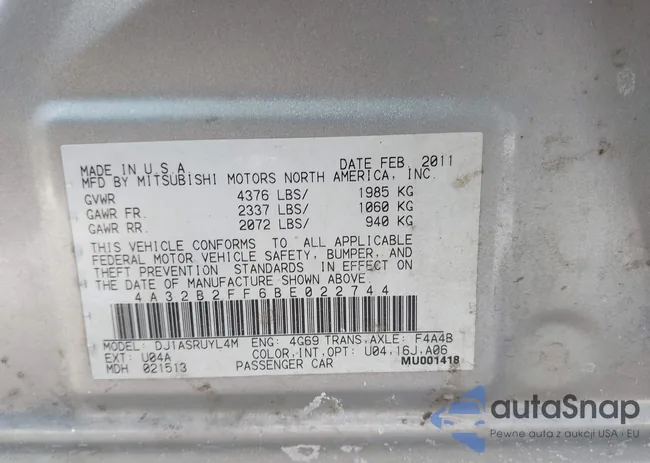 MADE IN U.S.A. DATE FEB. 2011
MFD BY MITSUBISHI MOTORS NORTH AMERICA, INC.
GVWR 4376 LBS/ 1985 KG
GAWR FR. 2337 LBS/ 1060 KG
GAWR RR. 2072 LBS/ 940 KG
THIS VEHICLE CONFORMS TO ALL APPLICABLE
FEDERAL MOTOR VEHICLE SAFETY, BUMPER, AND
THEFT PREVENTION STANDARDS IN EFFECT ON
THE DATE OF MANUFACTURE SHOWN ABOVE.
4A32B2FF6BE022744
MODEL: DJ1ASRUYL4M ENG: 4G69 TRANS,AXLE: F4A4B
EXT: U04A COLOR,INT,OPT: U04,16J,A06
MDH 021513 PASSENGER CAR MU001418
autoSnap
Pewne auta z aukcji USA i EU